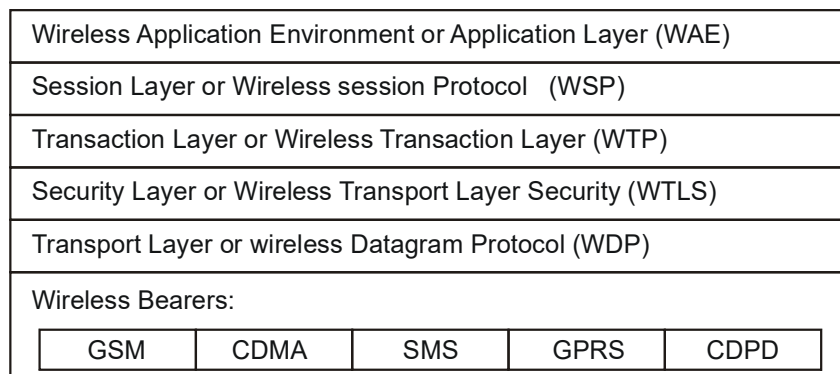 Wireless Application Environment or Application Layer (WAE)
Session Layer or Wireless session Protocol (WSP)
Transaction Layer or Wireless Transaction Layer (WTP)
Security Layer or Wireless Transport Layer Security (WTLS)
Transport Layer or wireless Datagram Protocol (WDP)
Wireless Bearers:
GSM CDMA SMS GPRS CDPD